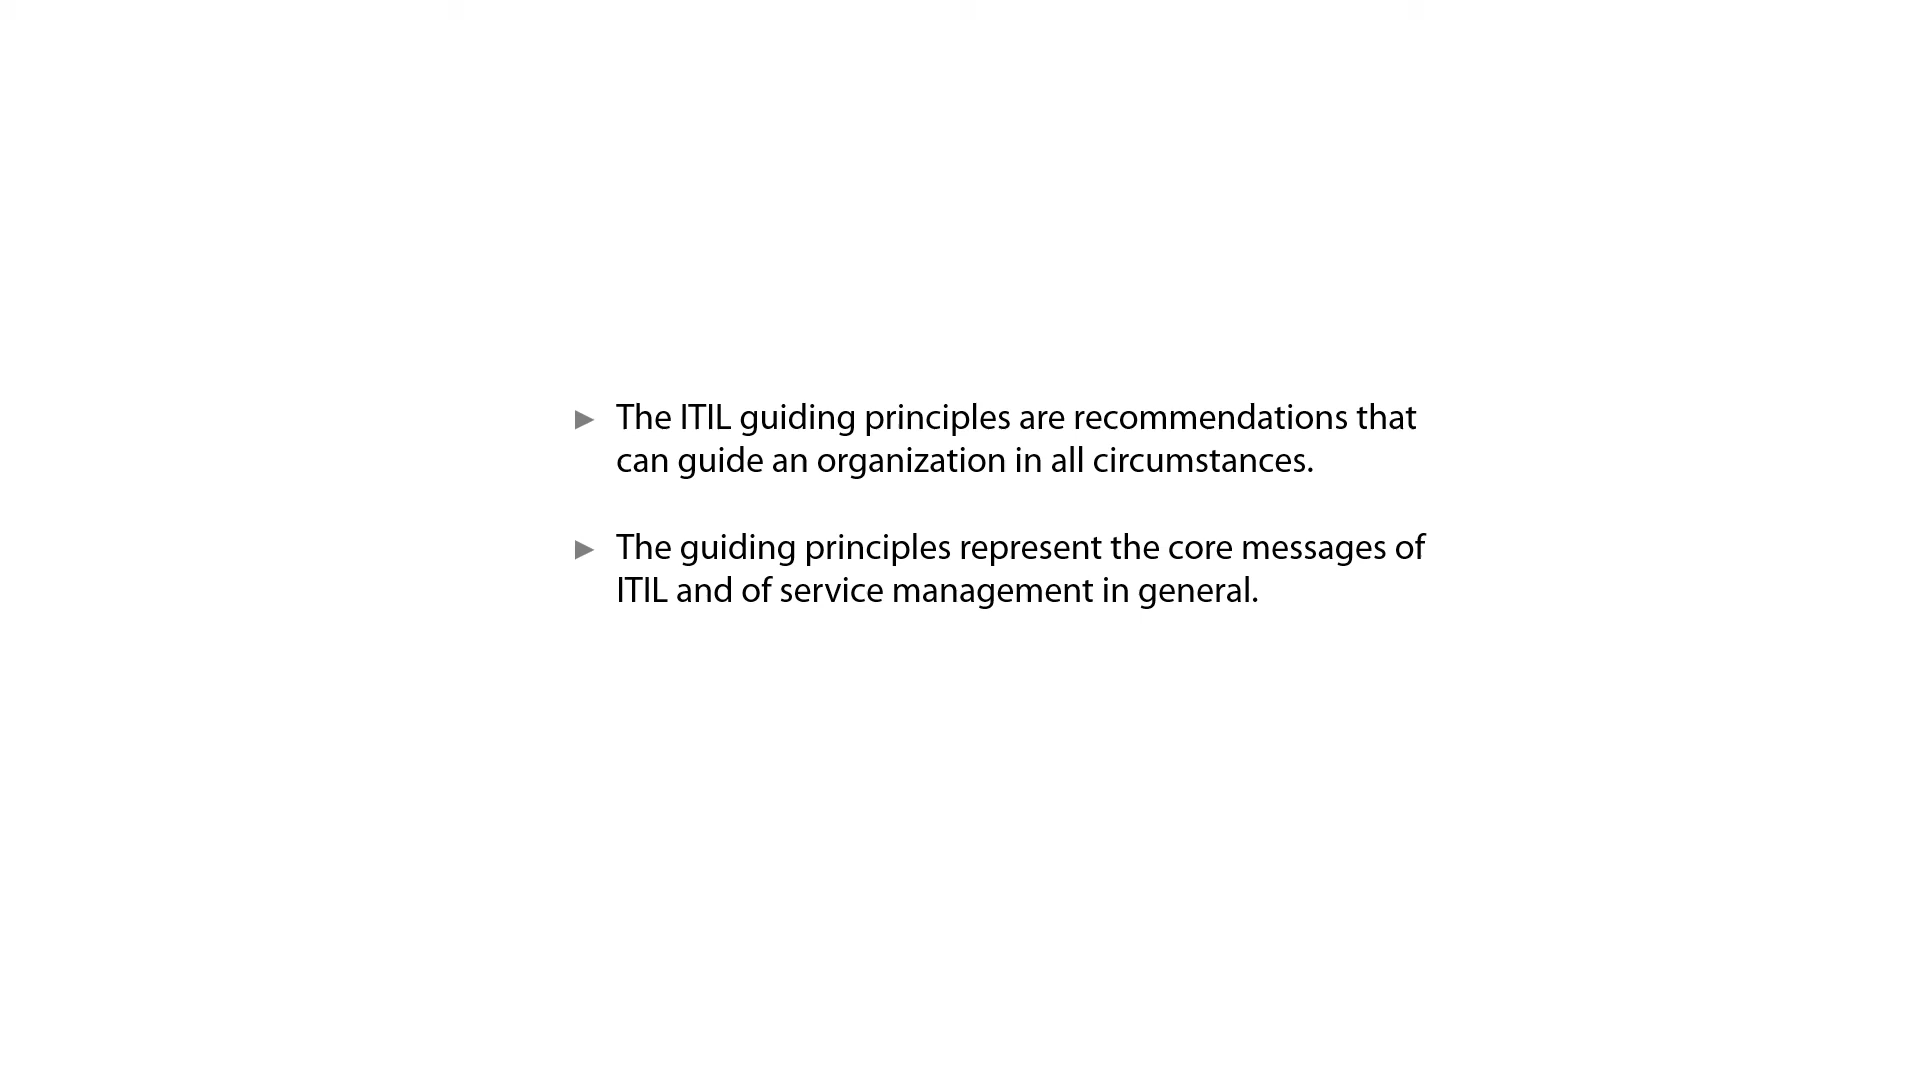 ► The ITIL guiding principles are recommendations that
can guide an organization in all circumstances.
► The guiding principles represent the core messages of
ITIL and of service management in general.